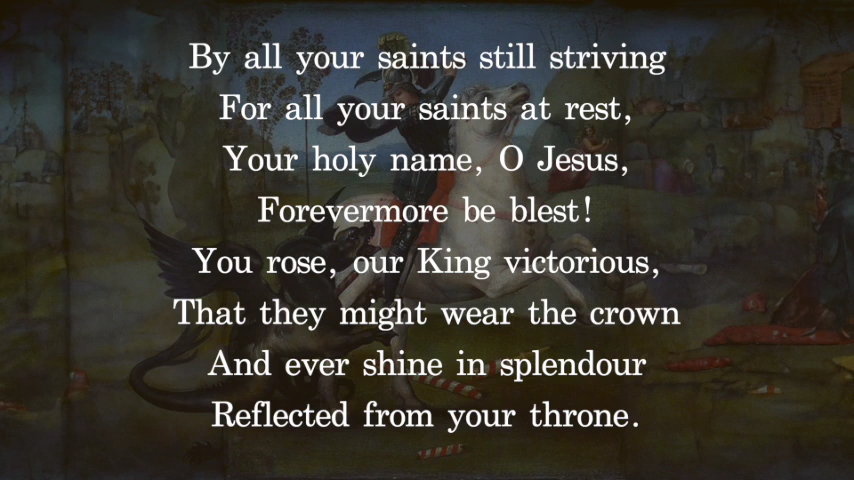 By all your saints still striving
For all your saints at rest,
Your holy name, O Jesus,
Forevermore be blest!
You rose, our King victorious,
That they might wear the crown
And ever shine in splendour
Reflected from your throne.